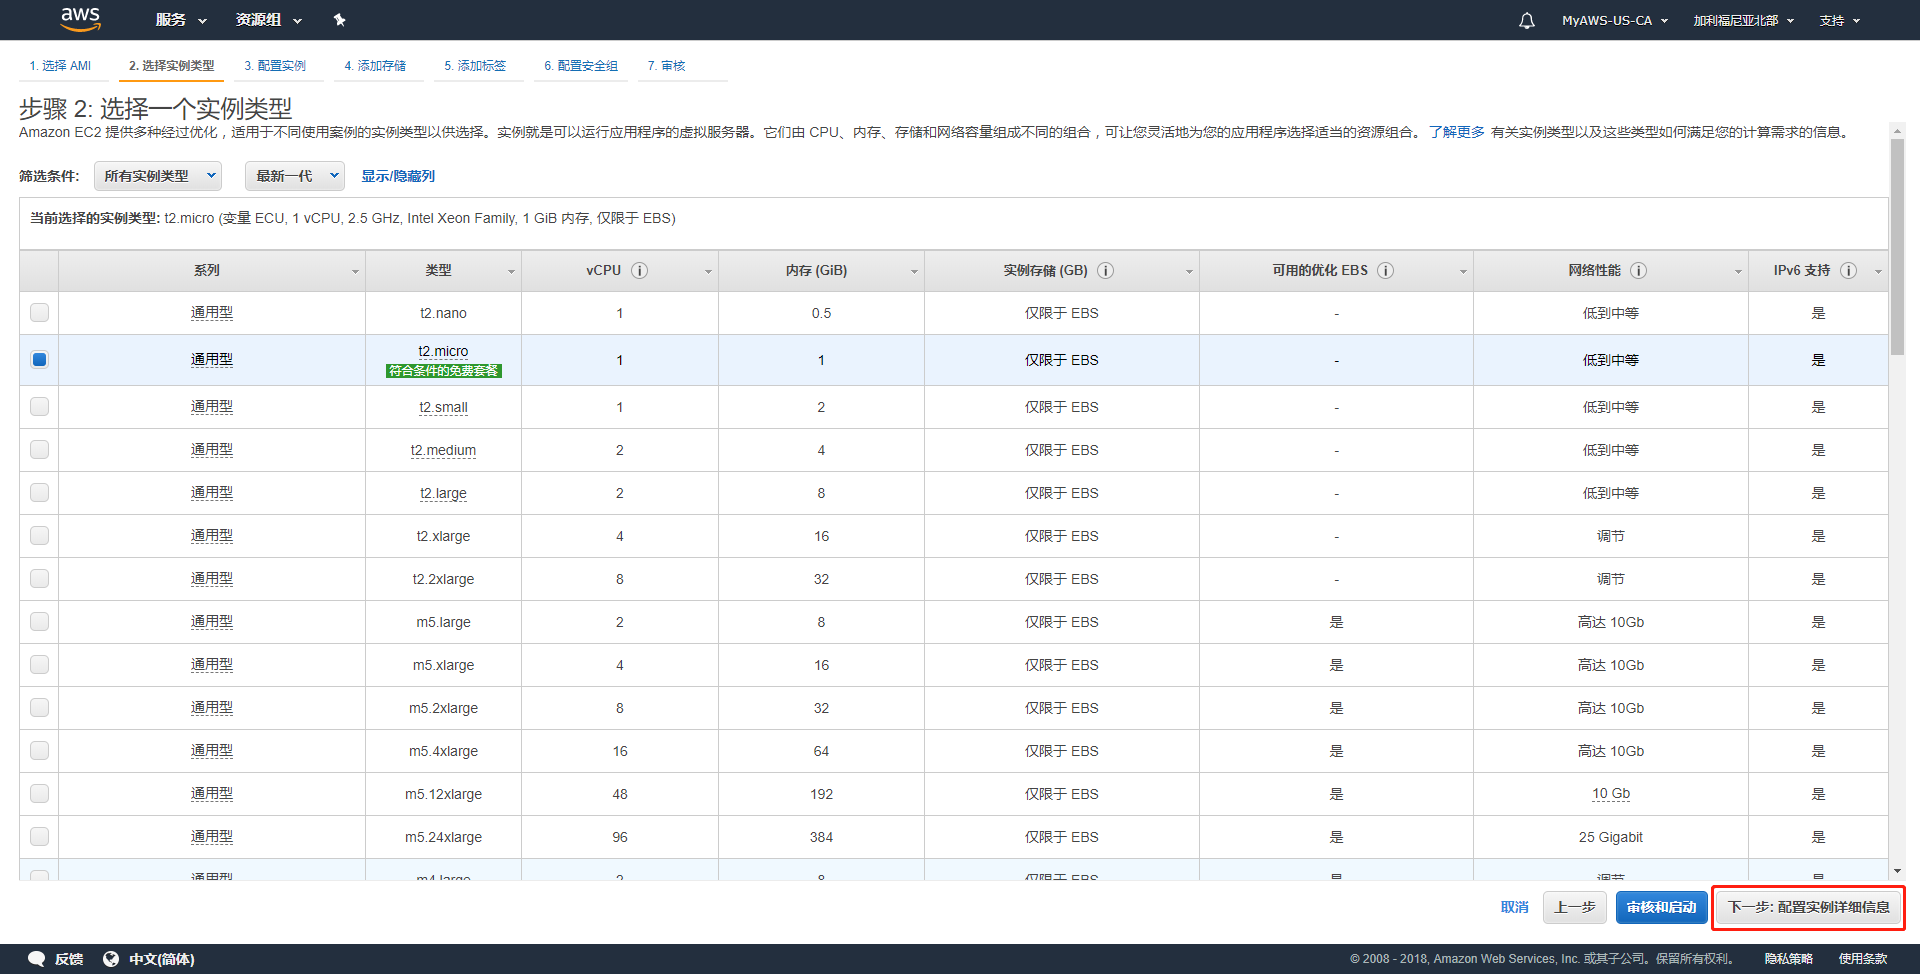 aws 服务 资源组 MyAWS-US-CA 加利福尼亚北部 支持
1. 选择 AMI 2. 选择实例类型 3. 配置实例 4. 添加存储 5. 添加标签 6. 配置安全组 7. 审核
步骤 2: 选择一个实例类型
Amazon EC2 提供多种经过优化，适用于不同使用案例的实例类型以供选择。实例就是可以运行应用程序的虚拟服务器。它们由 CPU、内存、存储和网络容量组成不同的组合，可让您灵活地为您的应用程序选择适当的资源组合。 了解更多 有关实例类型以及这些类型如何满足您的计算需求的信息。
筛选条件: 所有实例类型 最新一代 显示/隐藏列
当前选择的实例类型: t2.micro (变量 ECU, 1 vCPU, 2.5 GHz, Intel Xeon Family, 1 GiB 内存, 仅限于 EBS)
系列 类型 vCPU i 内存 (GiB) 实例存储 (GB) i 可用的优化 EBS i 网络性能 i IPv6 支持 i
通用型 t2.nano 1 0.5 仅限于 EBS - 低到中等 是
通用型 t2.micro 1 1 仅限于 EBS - 低到中等 是
符合条件的免费套餐
通用型 t2.small 1 2 仅限于 EBS - 低到中等 是
通用型 t2.medium 2 4 仅限于 EBS - 低到中等 是
通用型 t2.large 2 8 仅限于 EBS - 低到中等 是
通用型 t2.xlarge 4 16 仅限于 EBS - 调节 是
通用型 t2.2xlarge 8 32 仅限于 EBS - 调节 是
通用型 m5.large 2 8 仅限于 EBS 是 高达 10Gb 是
通用型 m5.xlarge 4 16 仅限于 EBS 是 高达 10Gb 是
通用型 m5.2xlarge 8 32 仅限于 EBS 是 高达 10Gb 是
通用型 m5.4xlarge 16 64 仅限于 EBS 是 高达 10Gb 是
通用型 m5.12xlarge 48 192 仅限于 EBS 是 10 Gb 是
通用型 m5.24xlarge 96 384 仅限于 EBS 是 25 Gigabit 是
通用型 m4.large 2 8 仅限于 EBS 是 调节 是
取消 上一步 审核和启动 下一步: 配置实例详细信息
反馈 中文(简体) © 2008 - 2018, Amazon Web Services, Inc. 或其子公司。保留所有权利。 隐私策略 使用条款